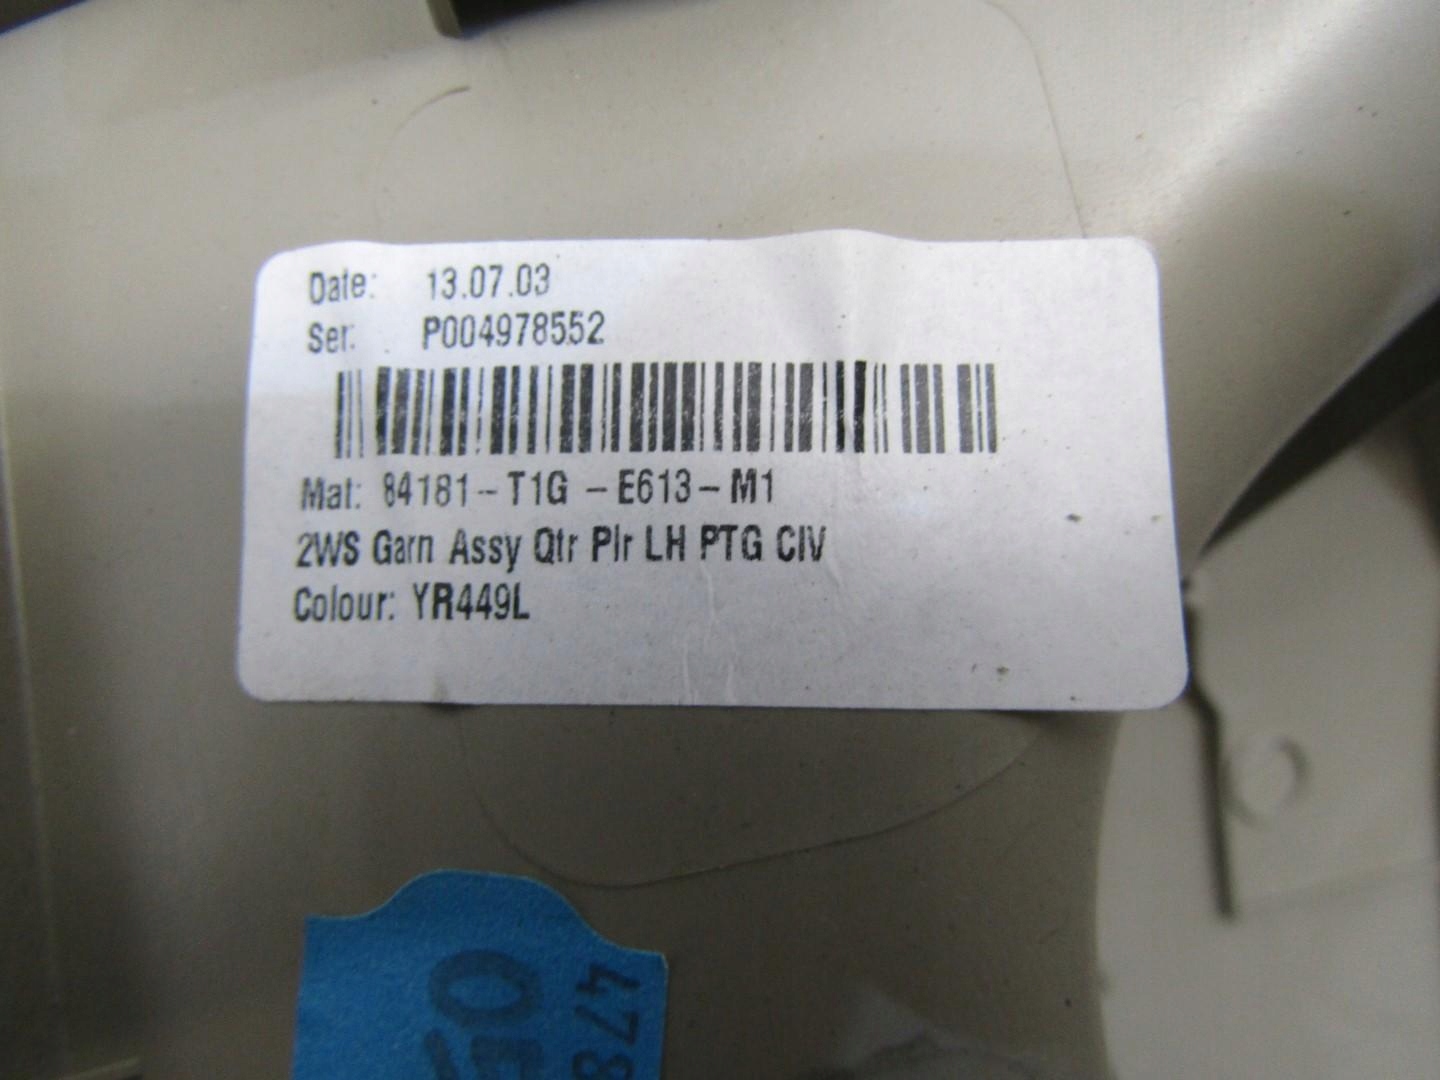 Date: 13.07.03
Ser: P004978552
Mat: 84181-T1G-E613-M1
2WS Garn Assy Qtr Plr LH PTG CIV
Colour: YR449L
478